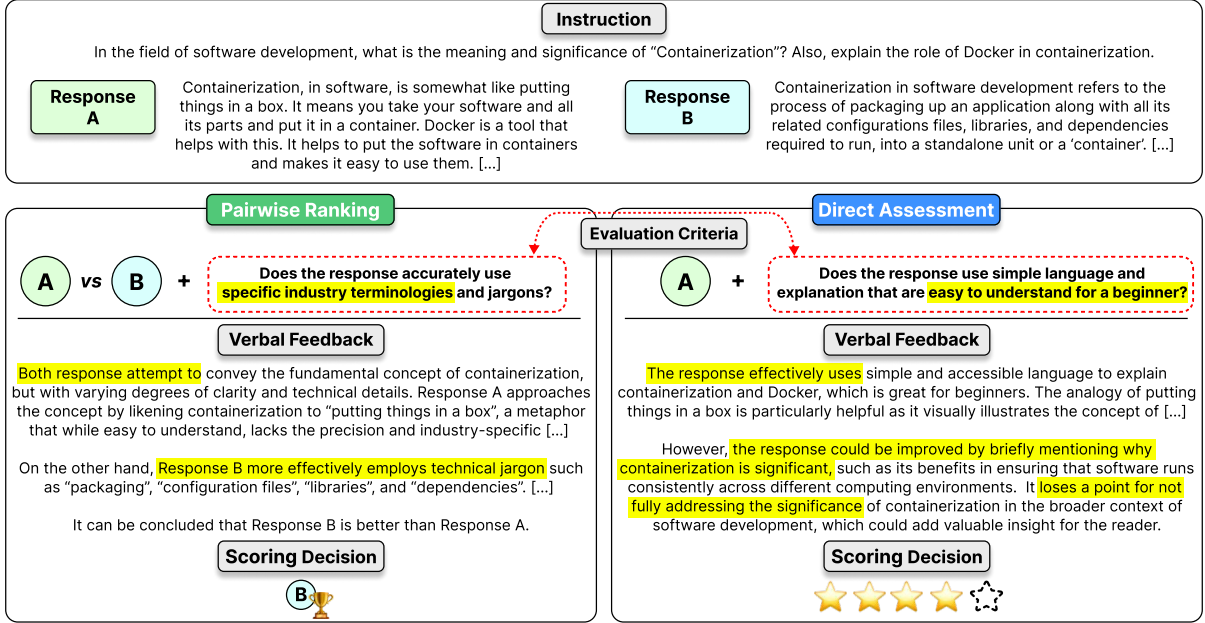 Instruction
In the field of software development, what is the meaning and significance of “Containerization”? Also, explain the role of Docker in containerization.
Response
A
Containerization, in software, is somewhat like putting
things in a box. It means you take your software and all
its parts and put it in a container. Docker is a tool that
helps with this. It helps to put the software in containers
and makes it easy to use them. [...]
Response
B
Containerization in software development refers to the
process of packaging up an application along with all its
related configurations files, libraries, and dependencies
required to run, into a standalone unit or a ‘container’. [...]
Pairwise Ranking
Direct Assessment
Evaluation Criteria
A vs B +
Does the response accurately use
specific industry terminologies and jargons?
A +
Does the response use simple language and
explanation that are easy to understand for a beginner?
Verbal Feedback
Both response attempt to convey the fundamental concept of containerization,
but with varying degrees of clarity and technical details. Response A approaches
the concept by likening containerization to “putting things in a box”, a metaphor
that while easy to understand, lacks the precision and industry-specific [...]
On the other hand, Response B more effectively employs technical jargon such
as “packaging”, “configuration files”, “libraries”, and “dependencies”. [...]
It can be concluded that Response B is better than Response A.
Scoring Decision
B
Verbal Feedback
The response effectively uses simple and accessible language to explain
containerization and Docker, which is great for beginners. The analogy of putting
things in a box is particularly helpful as it visually illustrates the concept of [...]
However, the response could be improved by briefly mentioning why
containerization is significant, such as its benefits in ensuring that software runs
consistently across different computing environments. It loses a point for not
fully addressing the significance of containerization in the broader context of
software development, which could add valuable insight for the reader.
Scoring Decision